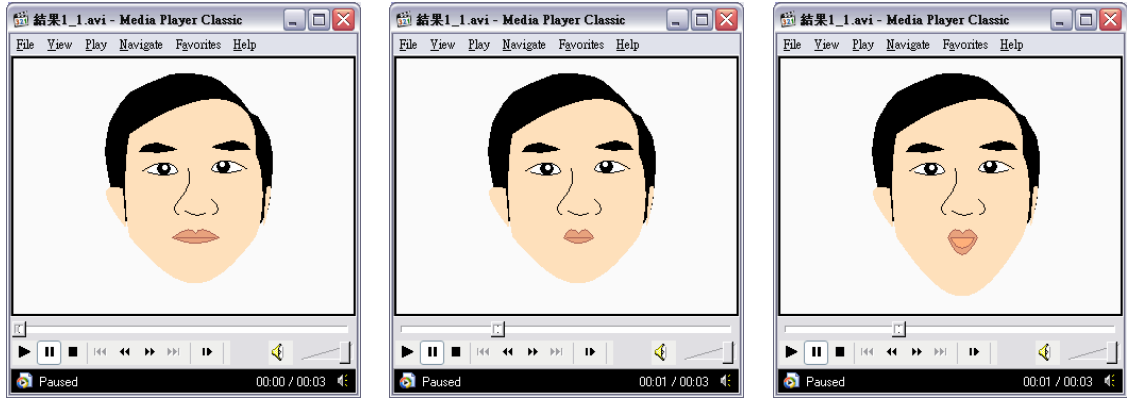 結果1_1.avi - Media Player Classic
File View Play Navigate Favorites Help
Paused 00:00 / 00:03
結果1_1.avi - Media Player Classic
File View Play Navigate Favorites Help
Paused 00:01 / 00:03
結果1_1.avi - Media Player Classic
File View Play Navigate Favorites Help
Paused 00:01 / 00:03